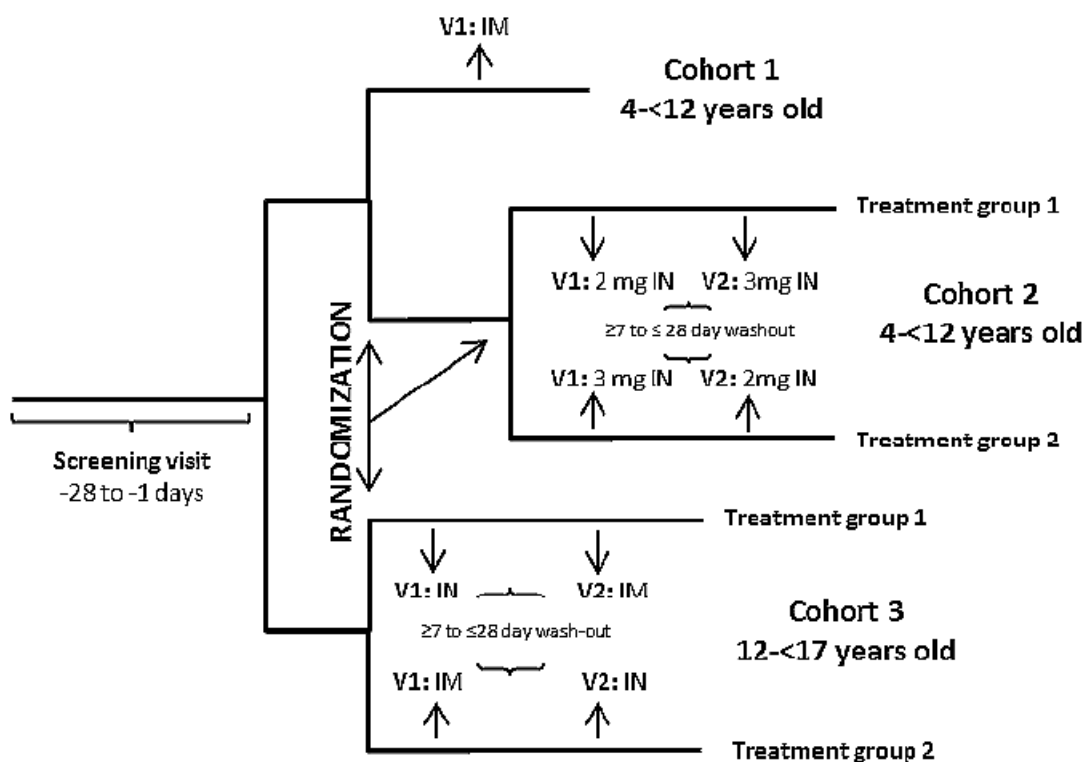 V1: IM
Cohort 1
4-<12 years old
Treatment group 1
V1: 2 mg IN V2: 3mg IN
≥7 to ≤ 28 day washout
V1: 3 mg IN V2: 2mg IN
Cohort 2
4-<12 years old
Treatment group 2
RANDOMIZATION
Screening visit
-28 to -1 days
Treatment group 1
V1: IN V2: IM
≥7 to ≤28 day wash-out
V1: IM V2: IN
Cohort 3
12-<17 years old
Treatment group 2